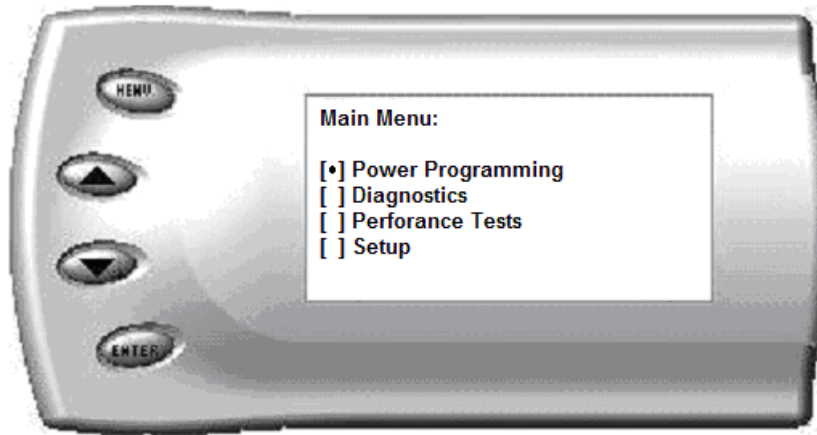 MENU
Main Menu:
[•] Power Programming
[ ] Diagnostics
[ ] Perforance Tests
[ ] Setup
ENTER